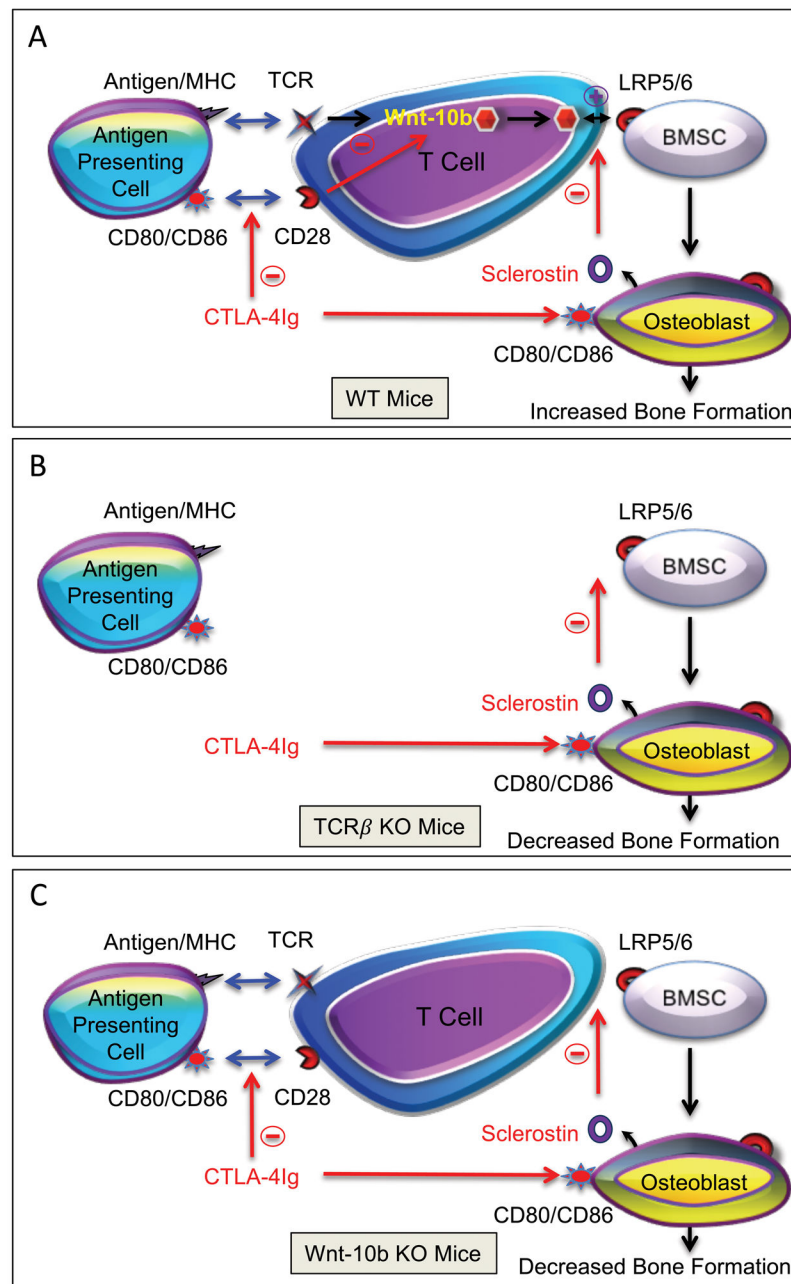 A
Antigen/MHC
TCR
LRP5/6
Antigen
Presenting
Cell
Wnt-10b
+
BMSC
−
T Cell
−
CD80/CD86
CD28
−
Sclerostin
CTLA-4Ig
Osteoblast
CD80/CD86
WT Mice
Increased Bone Formation
B
Antigen/MHC
LRP5/6
Antigen
Presenting
Cell
BMSC
−
CD80/CD86
Sclerostin
CTLA-4Ig
Osteoblast
CD80/CD86
TCRβ KO Mice
Decreased Bone Formation
C
Antigen/MHC
TCR
LRP5/6
Antigen
Presenting
Cell
T Cell
BMSC
−
CD80/CD86
CD28
−
Sclerostin
CTLA-4Ig
Osteoblast
CD80/CD86
Wnt-10b KO Mice
Decreased Bone Formation